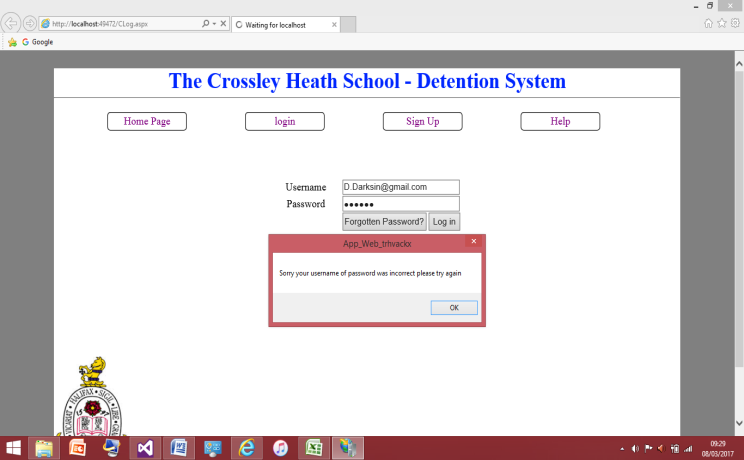 http://localhost:49472/CLog.aspx
Waiting for localhost
Google
The Crossley Heath School - Detention System
Home Page
login
Sign Up
Help
Username
D.Darksin@gmail.com
Password
Forgotten Password?
Log in
App_Web_trhvackx
Sorry your username of password was incorrect please try again
OK
HALIFAX
09:29
08/03/2017